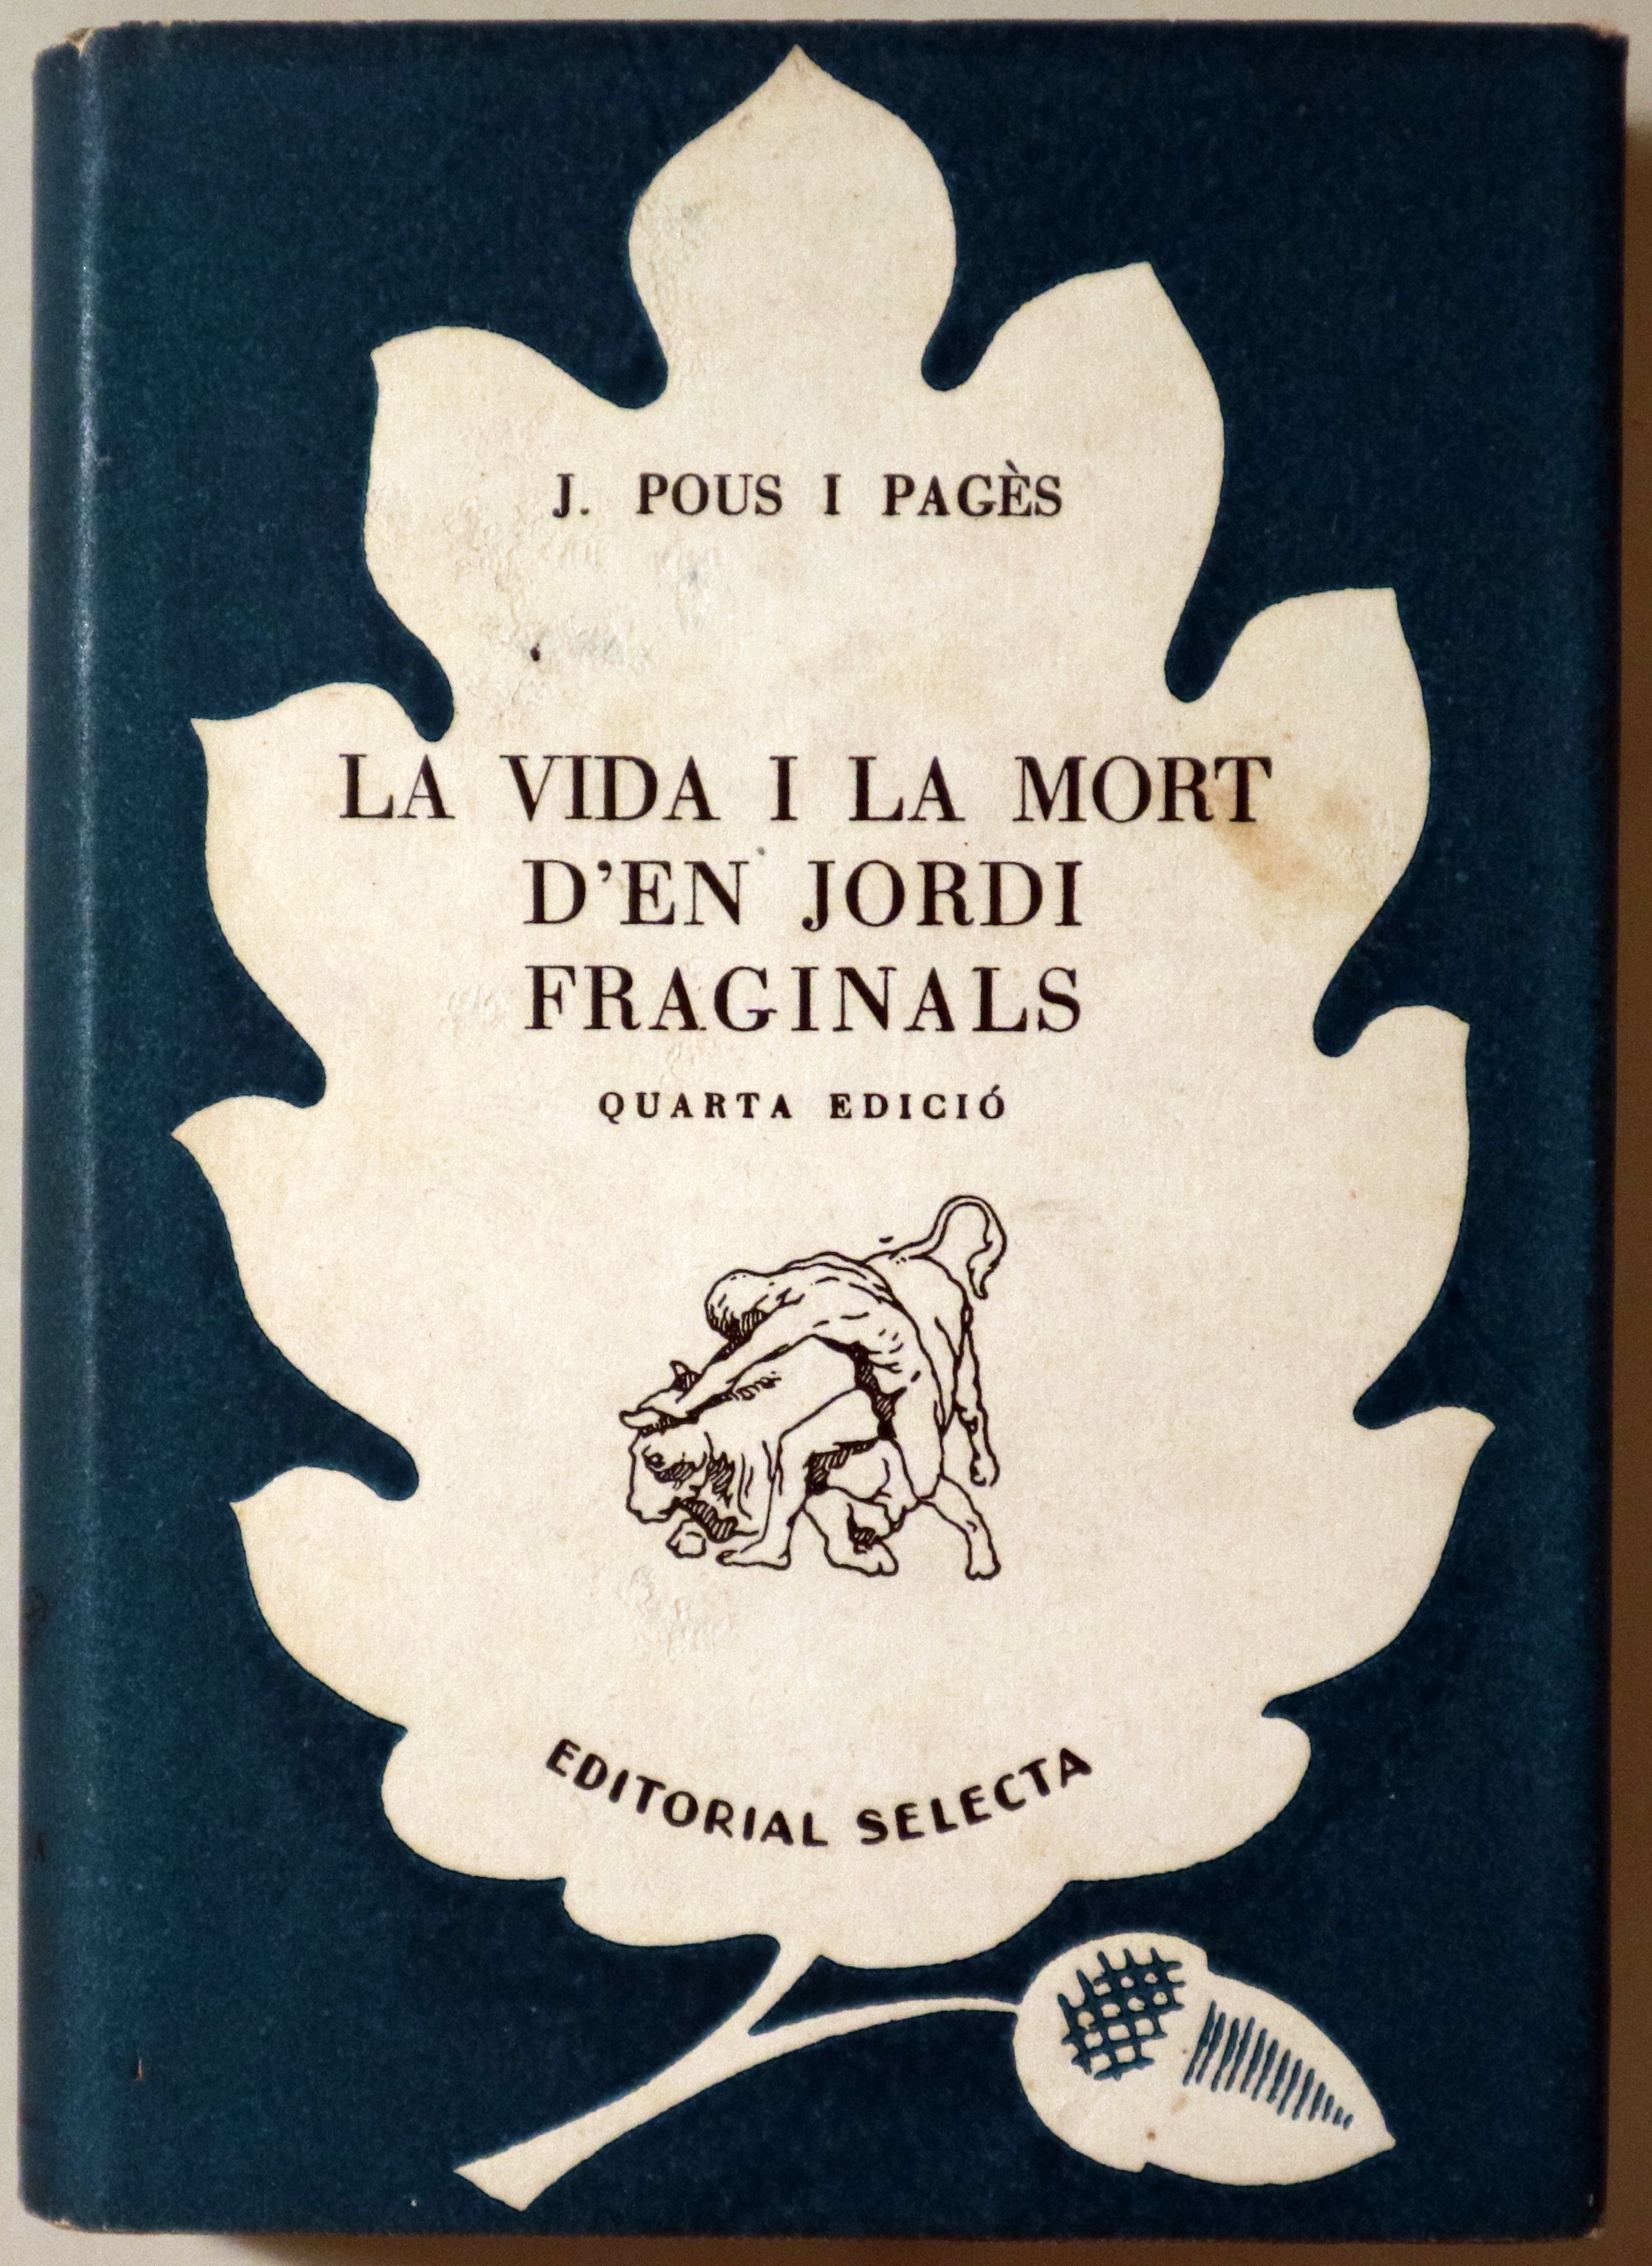 J. POUS I PAGÈS
LA VIDA I LA MORT
D'EN JORDI
FRAGINALS
QUARTA EDICIÓ
EDITORIAL SELECTA